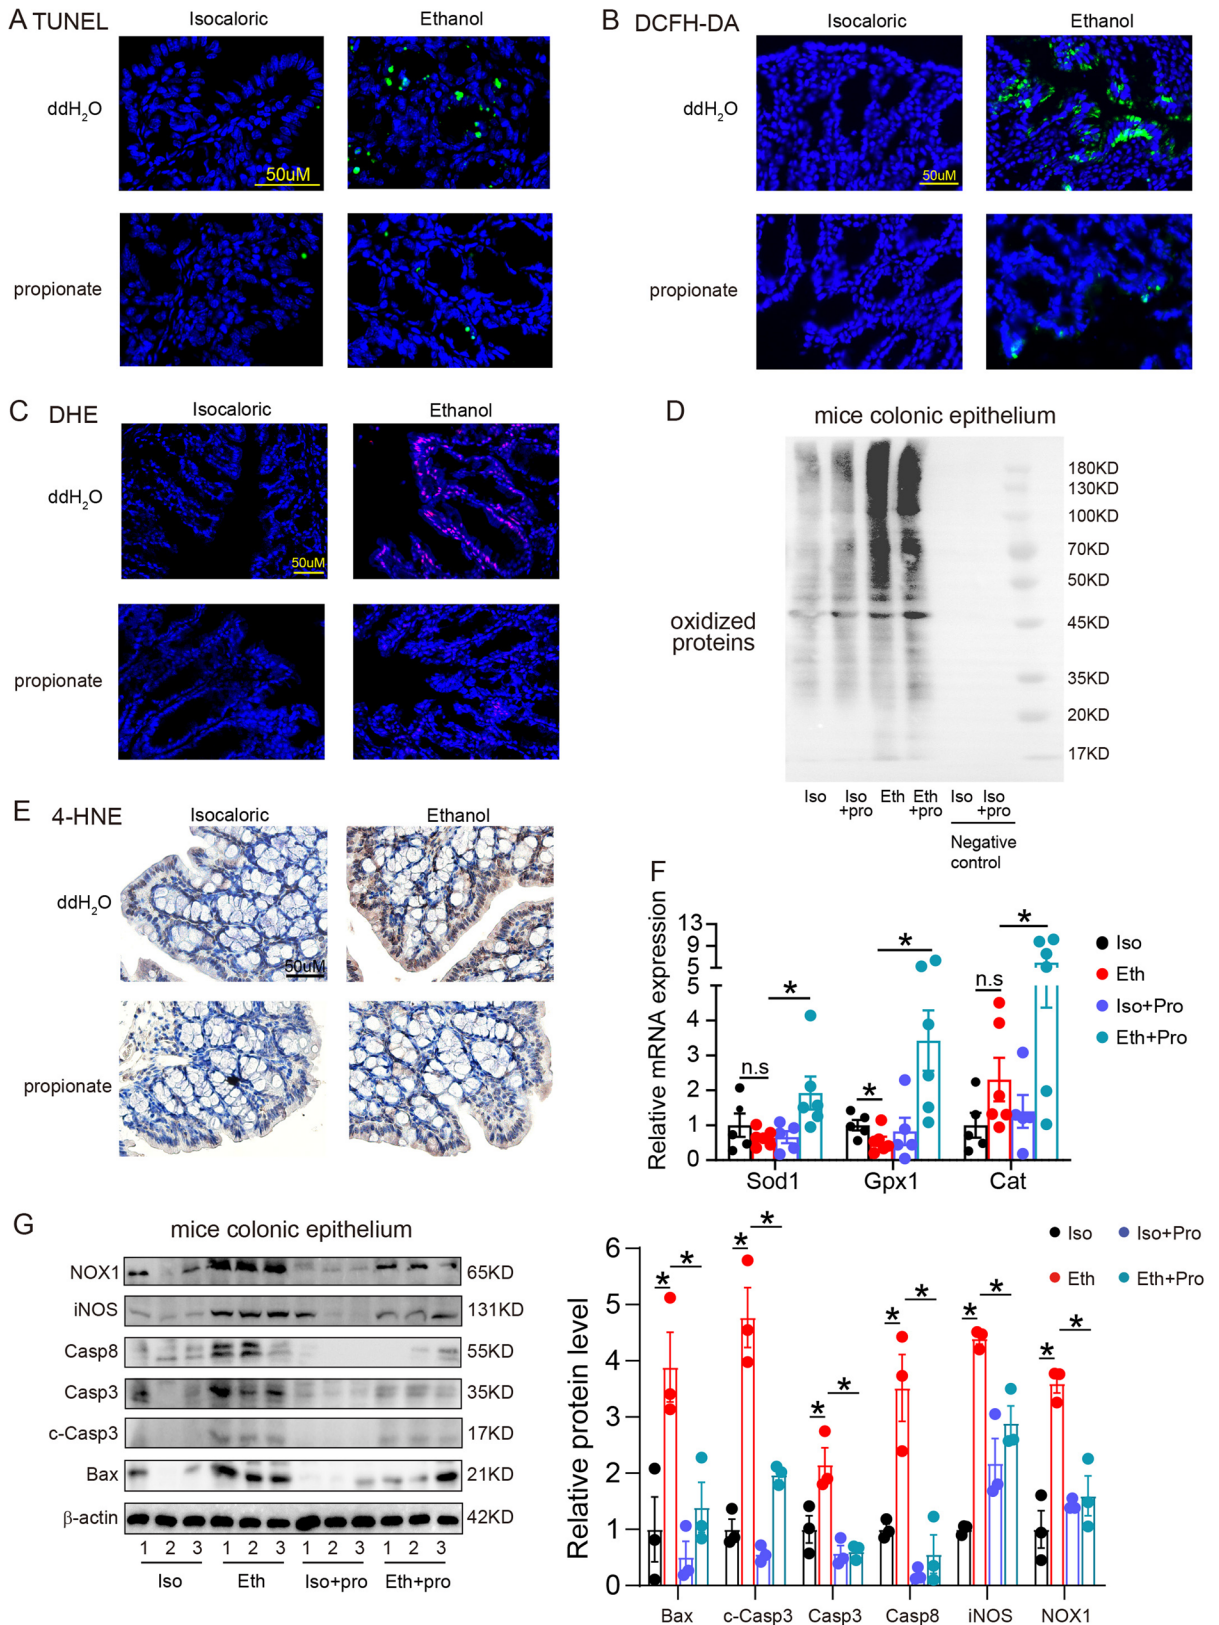 A TUNEL
Isocaloric
Ethanol
ddH₂O
50uM
propionate
B DCFH-DA
Isocaloric
Ethanol
ddH₂O
50uM
propionate
C DHE
Isocaloric
Ethanol
ddH₂O
50uM
propionate
D
mice colonic epithelium
180KD
130KD
100KD
70KD
50KD
45KD
35KD
20KD
17KD
oxidized
proteins
Iso Iso Eth Eth Iso Iso
+pro +pro +pro
Negative
control
E 4-HNE
Isocaloric
Ethanol
ddH₂O
50uM
propionate
F
Relative mRNA expression
13
9
5
5
4
3
2
1
0
n.s
*
*
*
n.s
*
Sod1 Gpx1 Cat
Iso
Eth
Iso+Pro
Eth+Pro
G
mice colonic epithelium
NOX1 65KD
iNOS 131KD
Casp8 55KD
Casp3 35KD
c-Casp3 17KD
Bax 21KD
β-actin 42KD
1 2 3 1 2 3 1 2 3 1 2 3
Iso Eth Iso+pro Eth+pro
Relative protein level
6
5
4
3
2
1
0
* * * * * * * * * * * *
Iso Iso+Pro
Eth Eth+Pro
Bax c-Casp3 Casp3 Casp8 iNOS NOX1